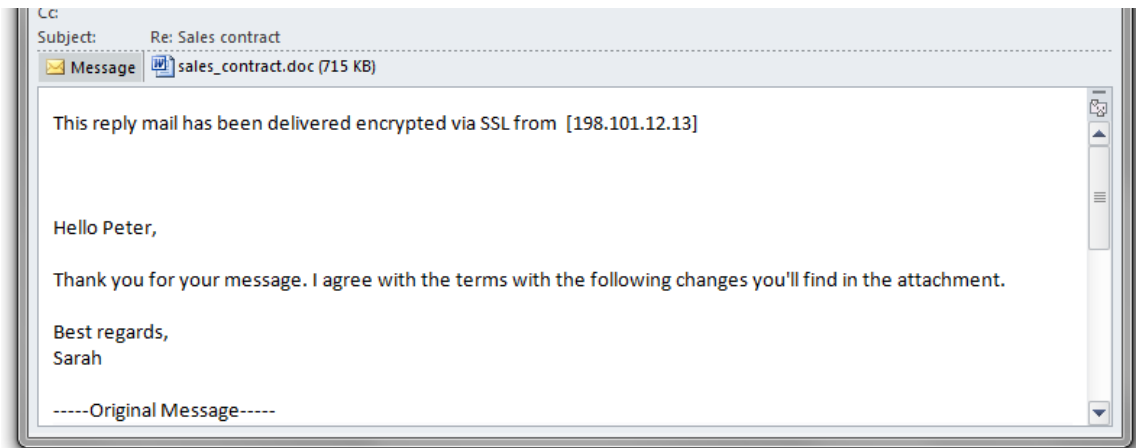 Cc:
Subject: Re: Sales contract
Message sales_contract.doc (715 KB)
This reply mail has been delivered encrypted via SSL from [198.101.12.13]
Hello Peter,
Thank you for your message. I agree with the terms with the following changes you'll find in the attachment.
Best regards,
Sarah
-----Original Message-----